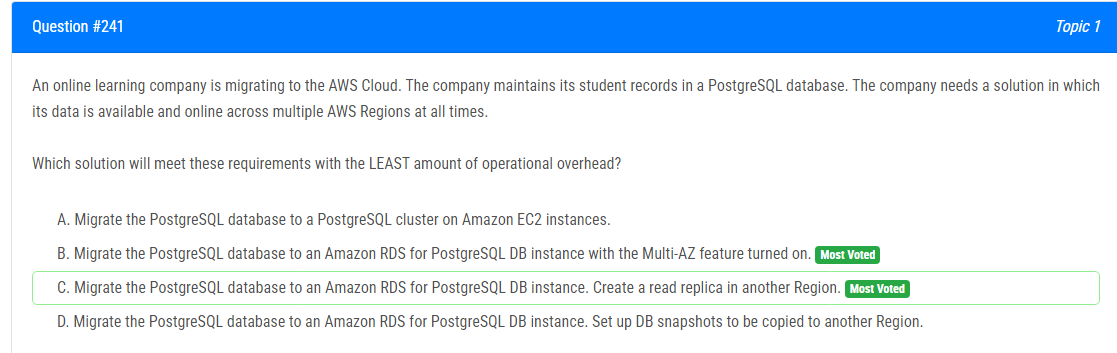 Question #241
Topic 1
An online learning company is migrating to the AWS Cloud. The company maintains its student records in a PostgreSQL database. The company needs a solution in which
its data is available and online across multiple AWS Regions at all times.
Which solution will meet these requirements with the LEAST amount of operational overhead?
A. Migrate the PostgreSQL database to a PostgreSQL cluster on Amazon EC2 instances.
B. Migrate the PostgreSQL database to an Amazon RDS for PostgreSQL DB instance with the Multi-AZ feature turned on. Most Voted
C. Migrate the PostgreSQL database to an Amazon RDS for PostgreSQL DB instance. Create a read replica in another Region. Most Voted
D. Migrate the PostgreSQL database to an Amazon RDS for PostgreSQL DB instance. Set up DB snapshots to be copied to another Region.